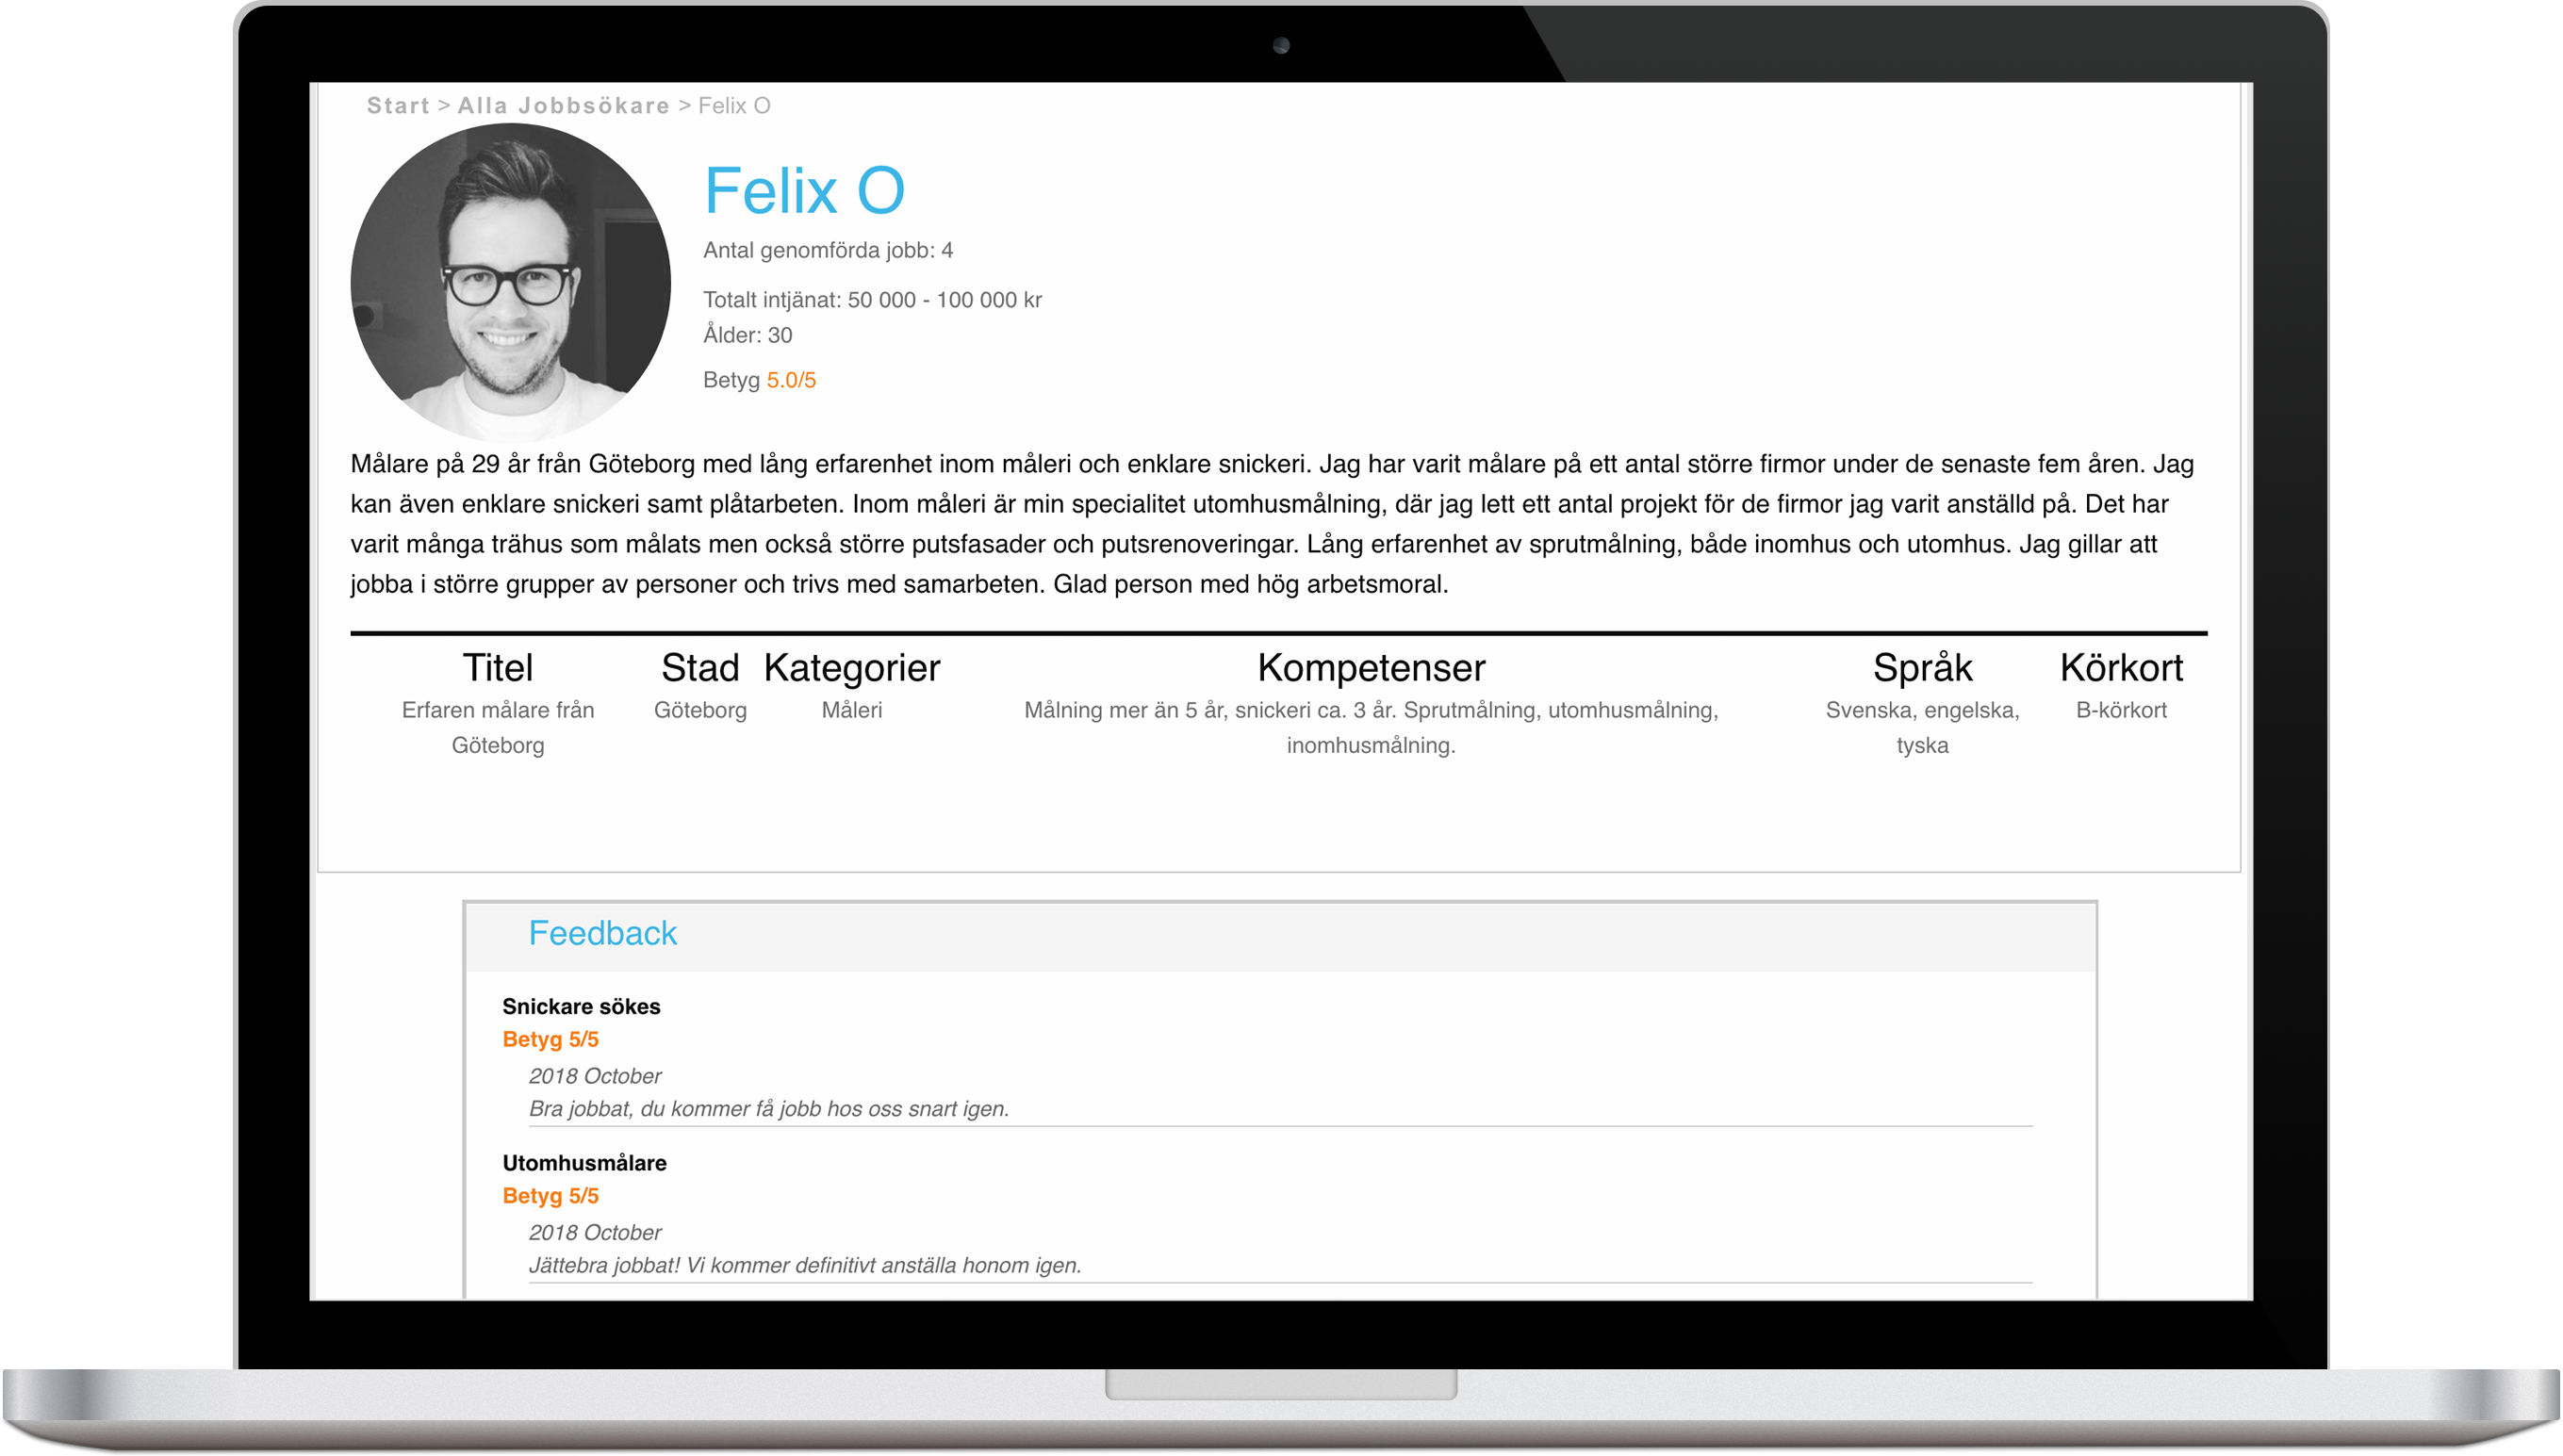 Start > Alla Jobbsökare > Felix O
Felix O
Antal genomförda jobb: 4
Totalt intjänat: 50 000 - 100 000 kr
Ålder: 30
Betyg 5.0/5
Målare på 29 år från Göteborg med lång erfarenhet inom måleri och enklare snickeri. Jag har varit målare på ett antal större firmor under de senaste fem åren. Jag
kan även enklare snickeri samt plåtarbeten. Inom måleri är min specialitet utomhusmålning, där jag lett ett antal projekt för de firmor jag varit anställd på. Det har
varit många trähus som målats men också större putsfasader och putsrenoveringar. Lång erfarenhet av sprutmålning, både inomhus och utomhus. Jag gillar att
jobba i större grupper av personer och trivs med samarbeten. Glad person med hög arbetsmoral.
Titel Stad Kategorier Kompetenser Språk Körkort
Erfaren målare från Göteborg Måleri Målning mer än 5 år, snickeri ca. 3 år. Sprutmålning, utomhusmålning, Svenska, engelska, B-körkort
Göteborg inomhusmålning. tyska
Feedback
Snickare sökes
Betyg 5/5
2018 October
Bra jobbat, du kommer få jobb hos oss snart igen.
Utomhusmålare
Betyg 5/5
2018 October
Jättebra jobbat! Vi kommer definitivt anställa honom igen.